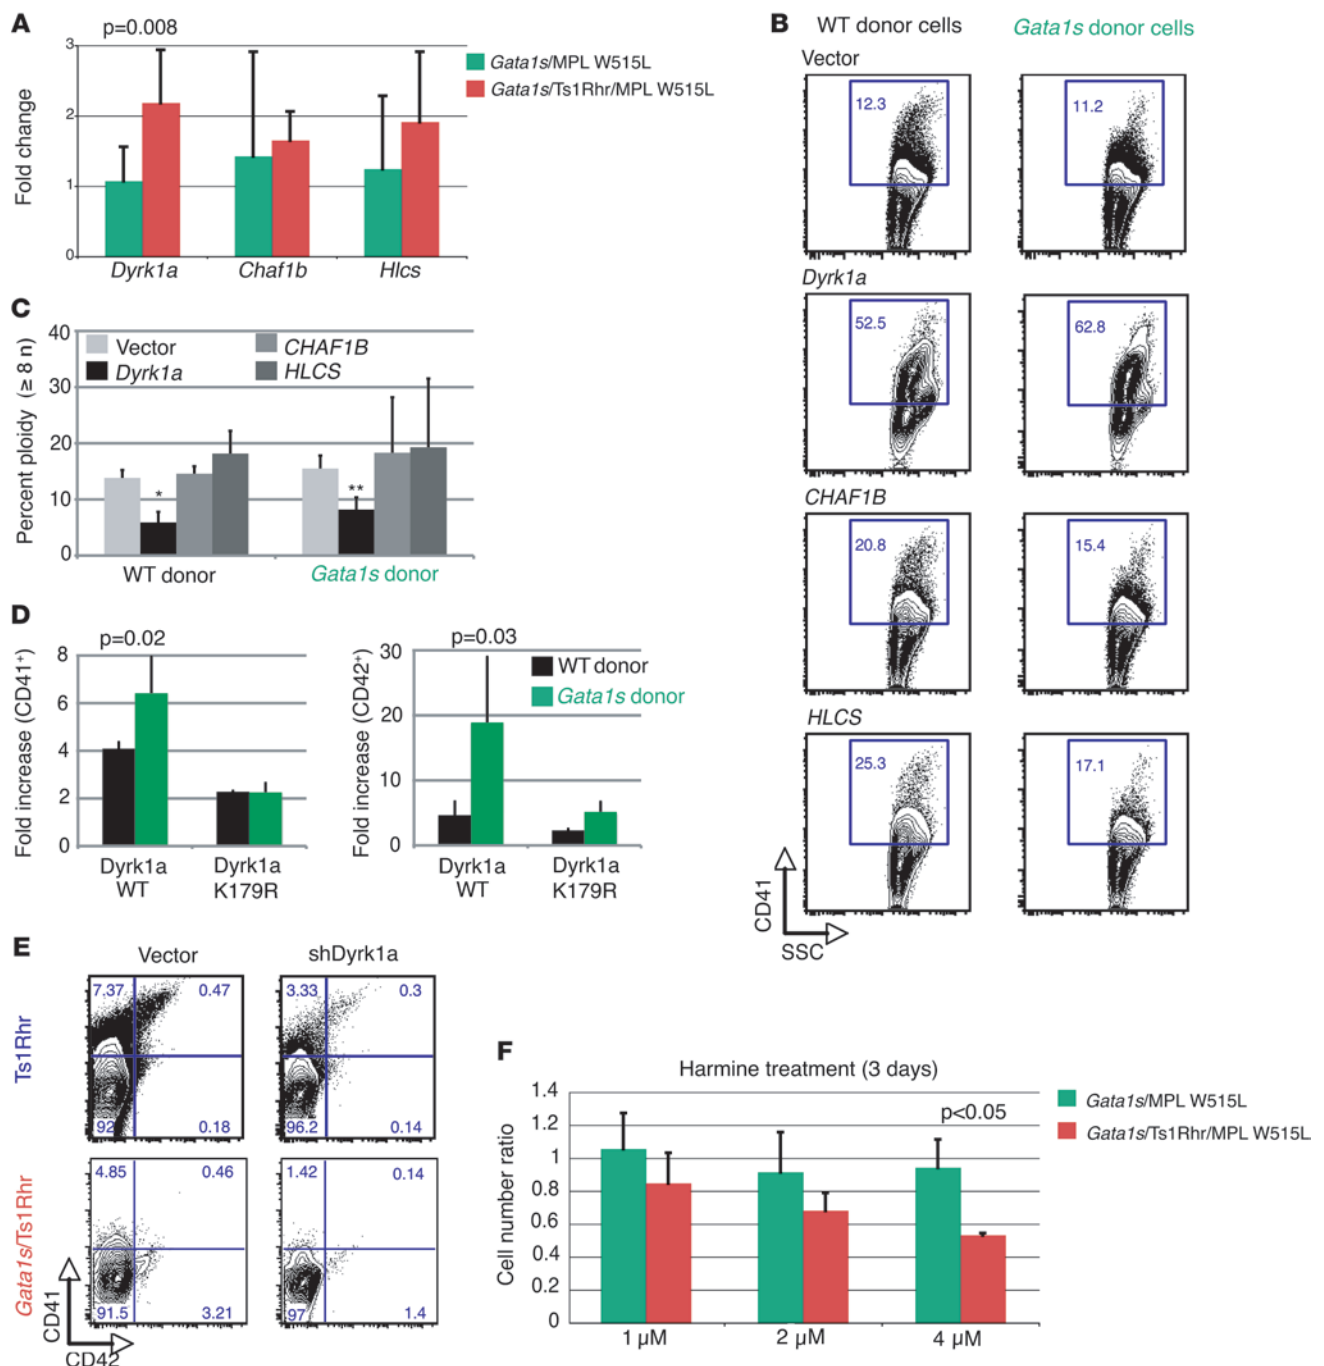 A
p=0.008
Fold change
3
2
1
0
Dyrk1a
Chaf1b
Hlcs
Gata1s/MPL W515L
Gata1s/Ts1Rhr/MPL W515L
B
WT donor cells
Gata1s donor cells
Vector
12.3
11.2
Dyrk1a
52.5
62.8
CHAF1B
20.8
15.4
HLCS
25.3
17.1
CD41
SSC
C
Percent ploidy (≥ 8 n)
40
30
20
10
0
Vector
CHAF1B
Dyrk1a
HLCS
*
**
WT donor
Gata1s donor
D
p=0.02
Fold increase (CD41+)
8
6
4
2
0
Dyrk1a WT
Dyrk1a K179R
p=0.03
Fold increase (CD42+)
30
20
10
0
WT donor
Gata1s donor
Dyrk1a WT
Dyrk1a K179R
E
Vector
shDyrk1a
Ts1Rhr
7.37
0.47
92
0.18
3.33
0.3
96.2
0.14
Gata1s/Ts1Rhr
4.85
0.46
91.5
3.21
1.42
0.14
97
1.4
CD41
CD42
F
Harmine treatment (3 days)
Cell number ratio
1.4
1.2
1
0.8
0.6
0.4
0.2
0
p<0.05
1 µM
2 µM
4 µM
Gata1s/MPL W515L
Gata1s/Ts1Rhr/MPL W515L